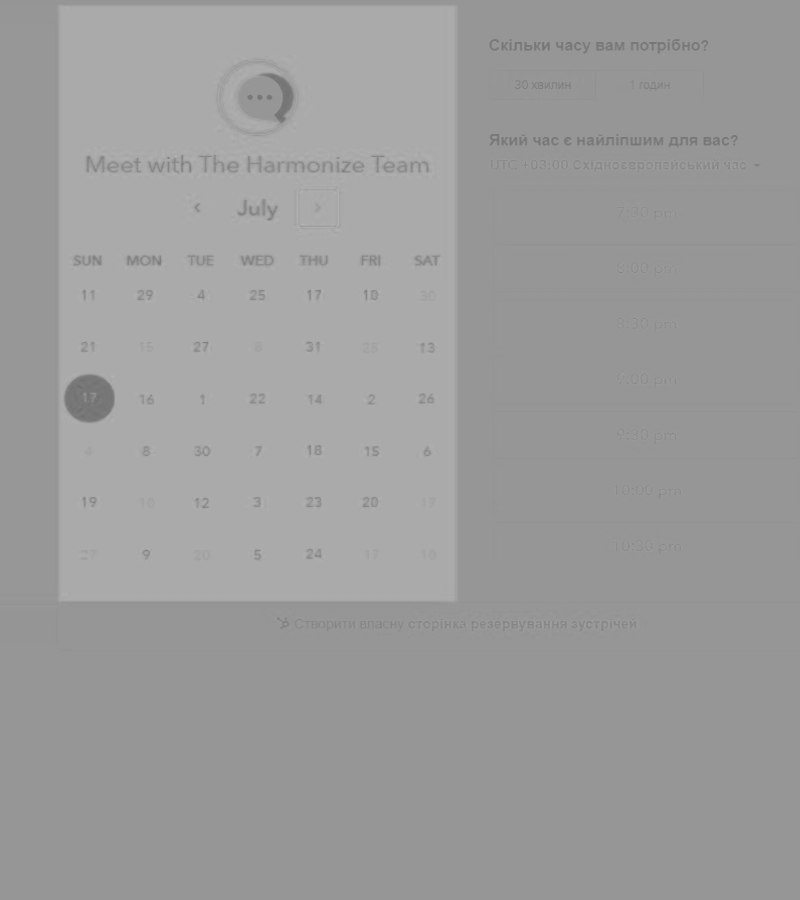 Meet with The Harmonize Team
July
SUN MON TUE WED THU FRI SAT
11 29 4 25 17 10 30
21 15 27 8 31 28 13
17 16 1 22 14 2 26
4 8 30 7 18 15 6
19 10 12 3 23 20 17
27 9 20 5 24 17 18
Скільки часу вам потрібно?
30 хвилин 1 годин
Який час є найліпшим для вас?
UTC +03:00 Східноєвропейський час
7:30 pm
8:00 pm
8:30 pm
9:00 pm
9:30 pm
10:00 pm
10:30 pm
Створити власну сторінка резервування зустрічей